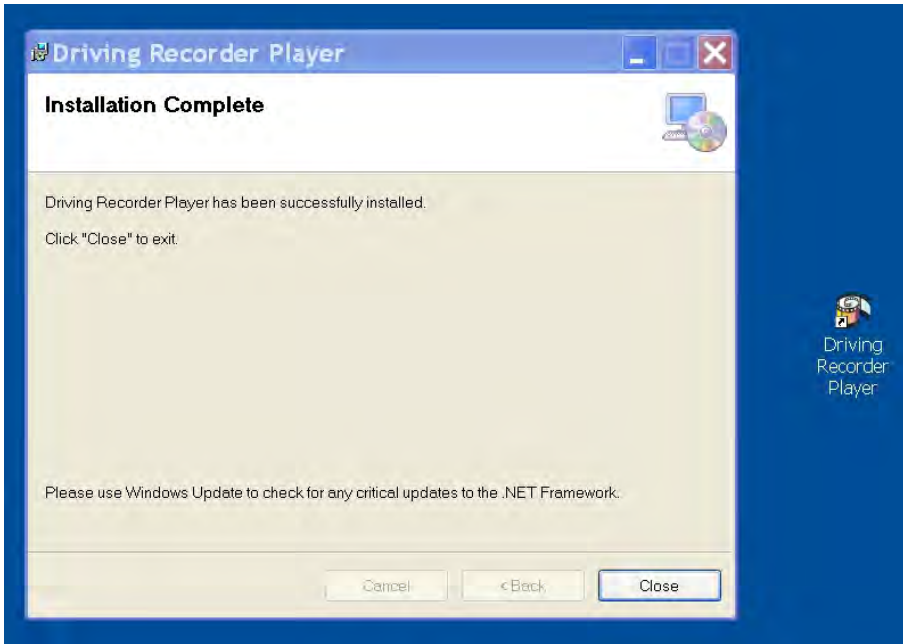 Driving Recorder Player
Installation Complete
Driving Recorder Player has been successfully installed.
Click "Close" to exit.
Please use Windows Update to check for any critical updates to the .NET Framework.
Cancel
<Back
Close
Driving
Recorder
Player